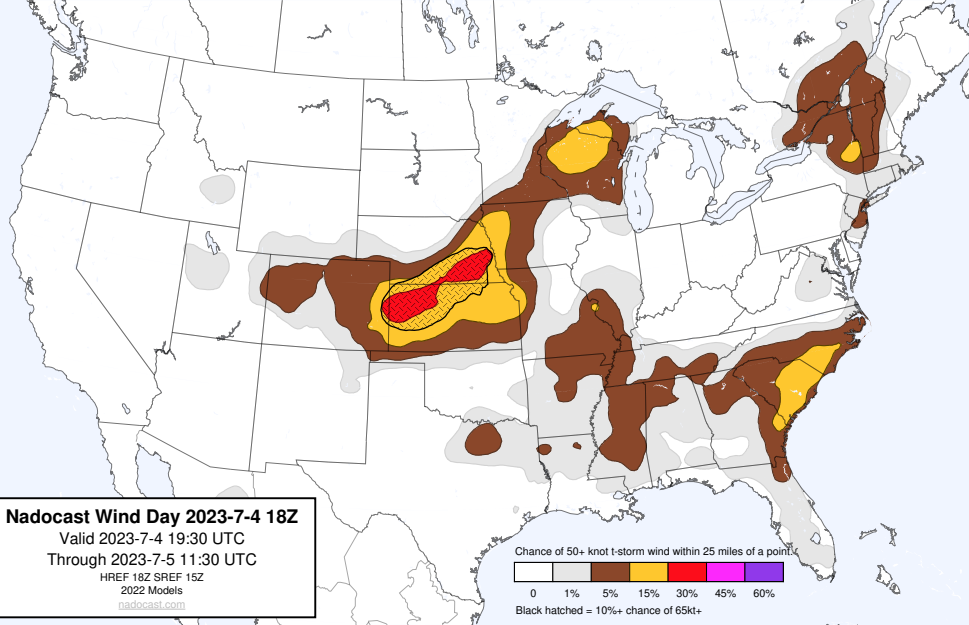 Nadocast Wind Day 2023-7-4 18Z
Valid 2023-7-4 19:30 UTC
Through 2023-7-5 11:30 UTC
HREF 18Z SREF 15Z
2022 Models
nadocast.com
Chance of 50+ knot t-storm wind within 25 miles of a point.
0 1% 5% 15% 30% 45% 60%
Black hatched = 10%+ chance of 65kt+